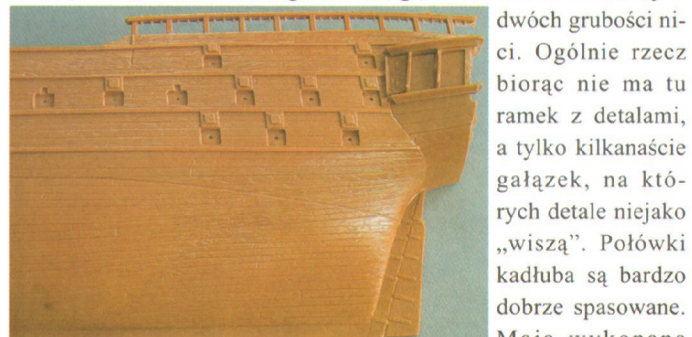 dwóch grubości ni-
ci. Ogólnie rzecz
biorąc nie ma tu
ramek z detalami,
a tylko kilkanaście
gałązek, na któ-
rych detale niejako
„wiszą”. Połówki
kadłuba są bardzo
dobrze spasowane.